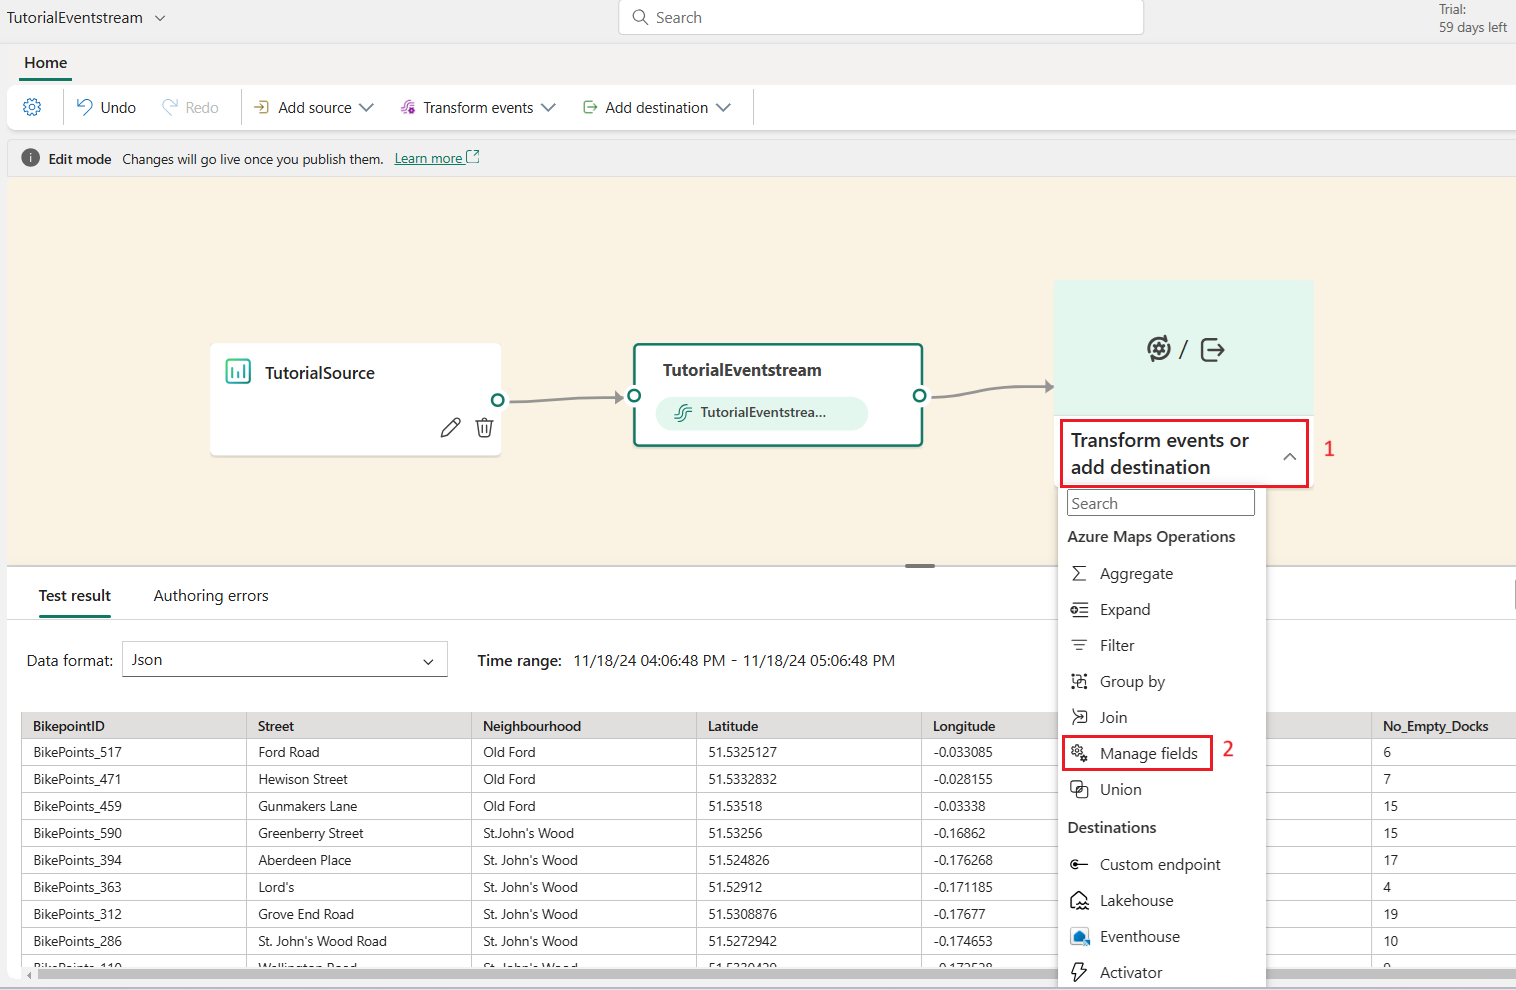 TutorialEventstream
Search
Trial:
59 days left
Home
Undo
Redo
Add source
Transform events
Add destination
Edit mode Changes will go live once you publish them. Learn more
TutorialSource
TutorialEventstream
TutorialEventstrea...
/
Transform events or
add destination
1
Search
Azure Maps Operations
Aggregate
Expand
Filter
Group by
Join
Manage fields
2
Union
Destinations
Custom endpoint
Lakehouse
Eventhouse
Activator
Test result
Authoring errors
Data format: Json
Time range: 11/18/24 04:06:48 PM - 11/18/24 05:06:48 PM
BikepointID Street Neighbourhood Latitude Longitude No_Empty_Docks
BikePoints_517 Ford Road Old Ford 51.5325127 -0.033085 6
BikePoints_471 Hewison Street Old Ford 51.5332832 -0.028155 7
BikePoints_459 Gunmakers Lane Old Ford 51.53518 -0.03338 15
BikePoints_590 Greenberry Street St.John's Wood 51.53256 -0.16862 15
BikePoints_394 Aberdeen Place St. John's Wood 51.524826 -0.176268 17
BikePoints_363 Lord's St. John's Wood 51.52912 -0.171185 4
BikePoints_312 Grove End Road St. John's Wood 51.5308876 -0.17677 19
BikePoints_286 St. John's Wood Road St. John's Wood 51.5272942 -0.174653 10